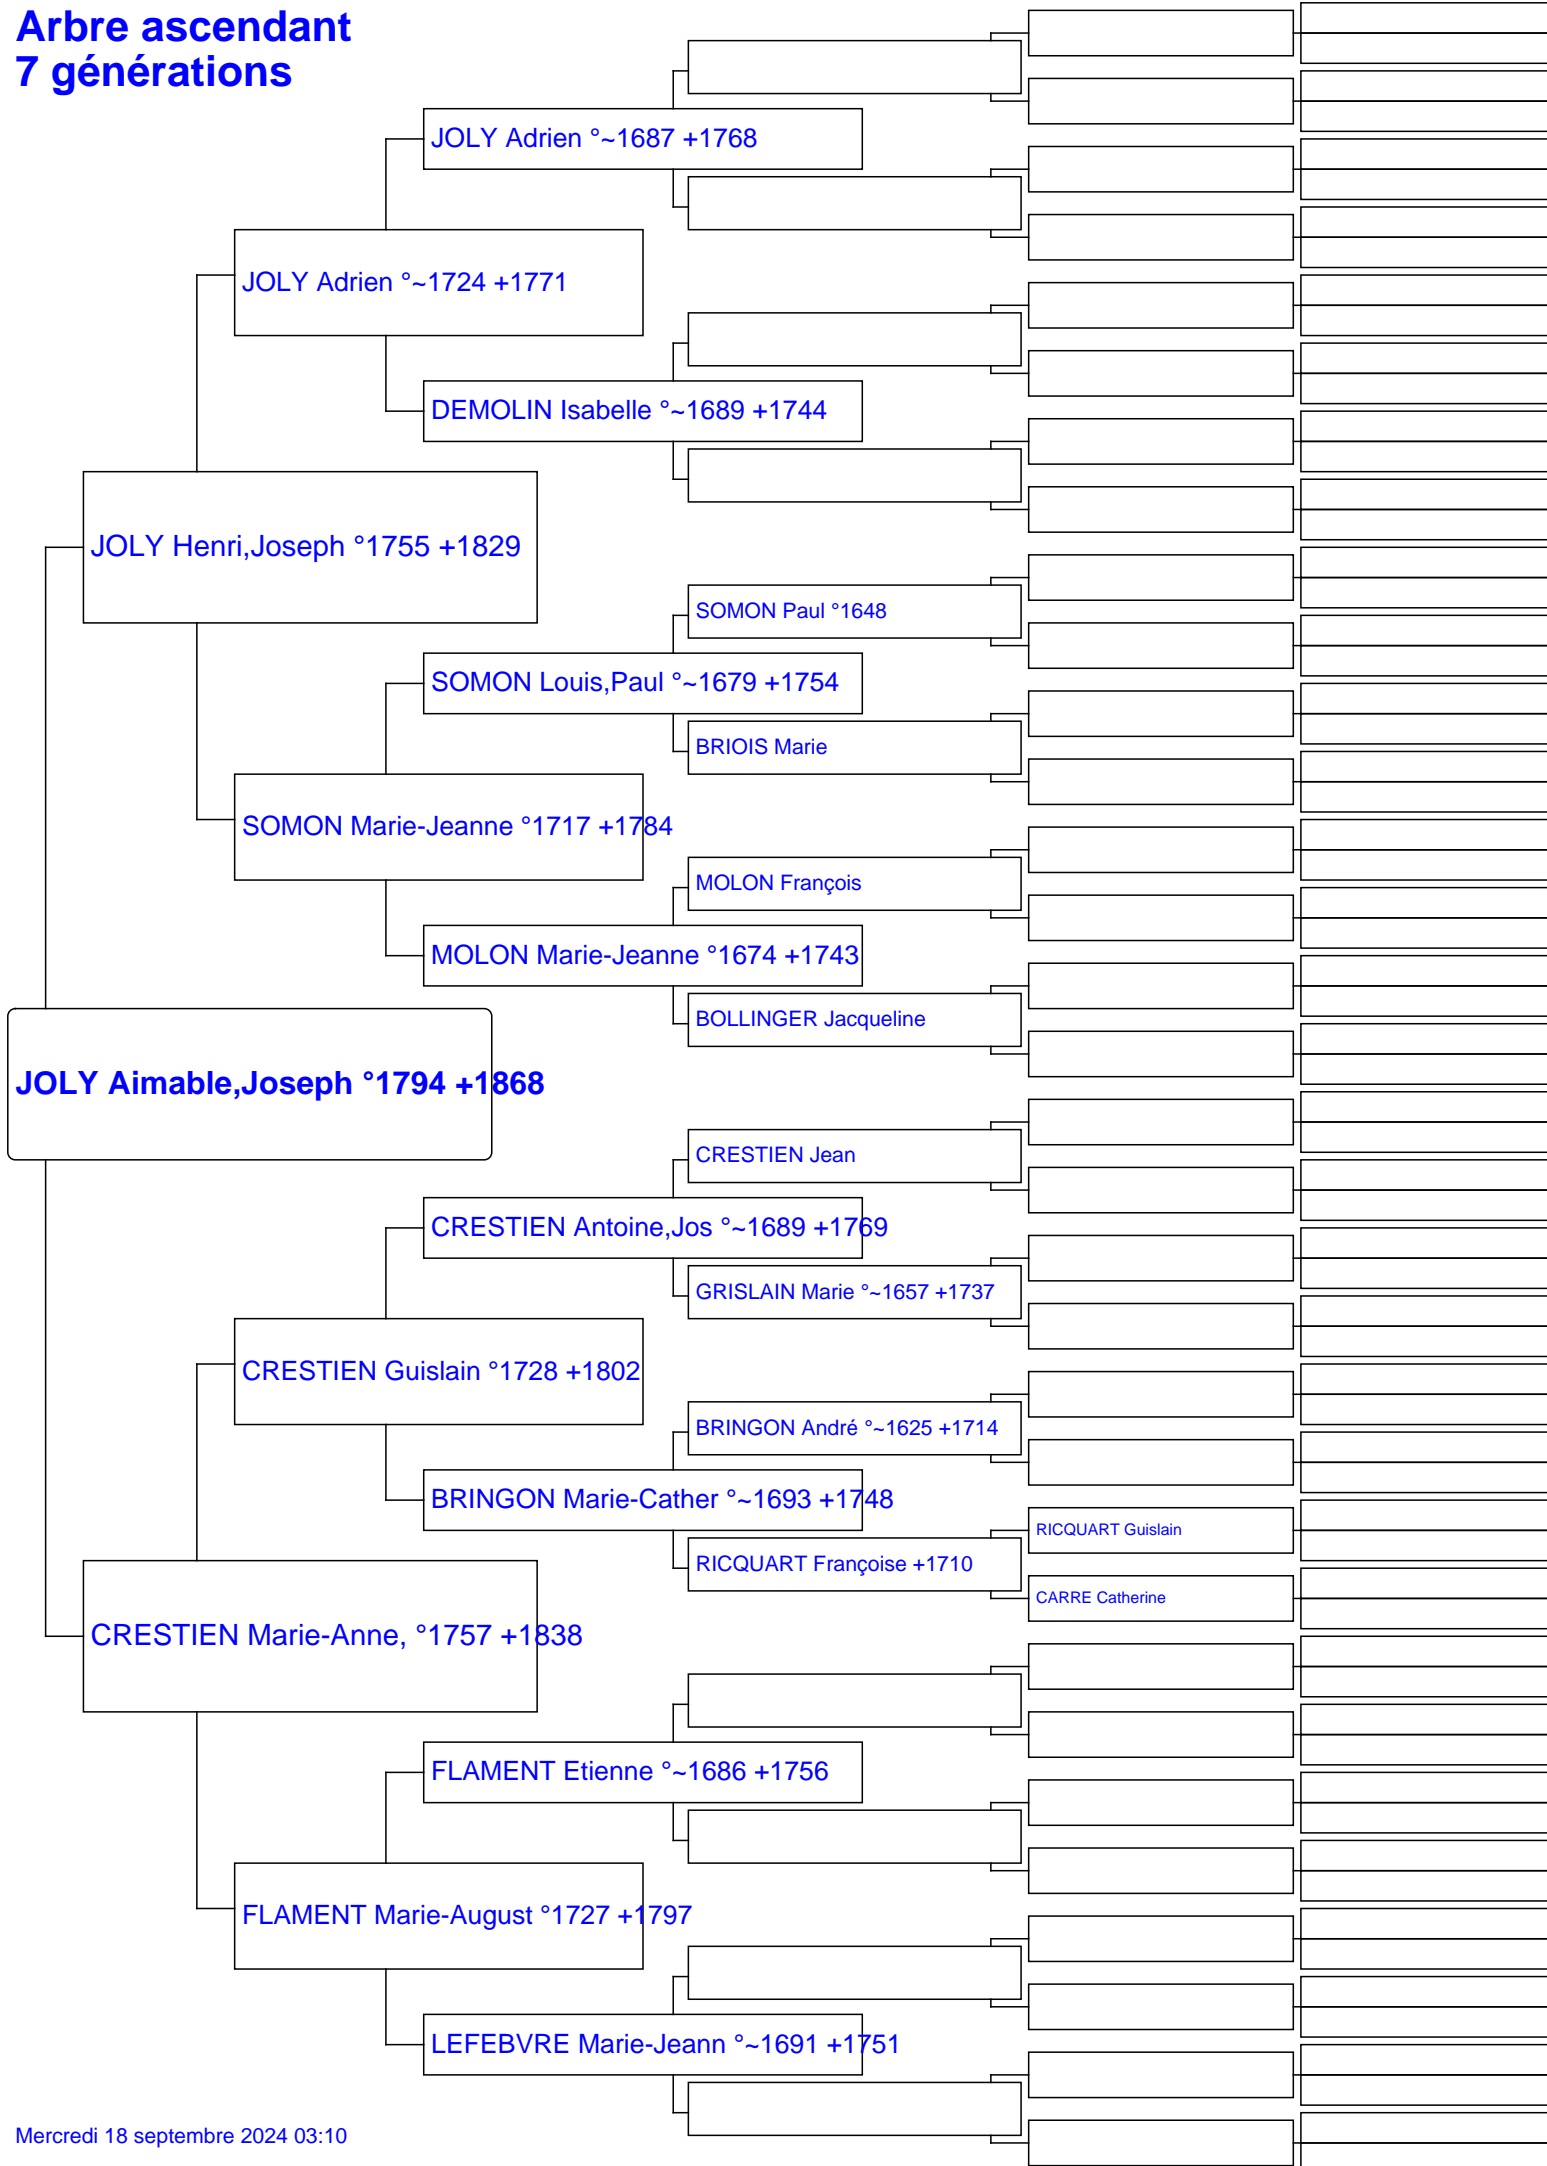 Arbre ascendant
7 générations
JOLY Adrien °~1687 +1768
JOLY Adrien °~1724 +1771
DEMOLIN Isabelle °~1689 +1744
JOLY Henri,Joseph °1755 +1829
SOMON Paul °1648
SOMON Louis,Paul °~1679 +1754
BRIOIS Marie
SOMON Marie-Jeanne °1717 +1784
MOLON François
MOLON Marie-Jeanne °1674 +1743
BOLLINGER Jacqueline
JOLY Aimable,Joseph °1794 +1868
CRESTIEN Jean
CRESTIEN Antoine,Jos °~1689 +1769
GRISLAIN Marie °~1657 +1737
CRESTIEN Guislain °1728 +1802
BRINGON André °~1625 +1714
BRINGON Marie-Cather °~1693 +1748
RICQUART Guislain
RICQUART Françoise +1710
CARRE Catherine
CRESTIEN Marie-Anne, °1757 +1838
FLAMENT Etienne °~1686 +1756
FLAMENT Marie-August °1727 +1797
LEFEBVRE Marie-Jeann °~1691 +1751
Mercredi 18 septembre 2024 03:10